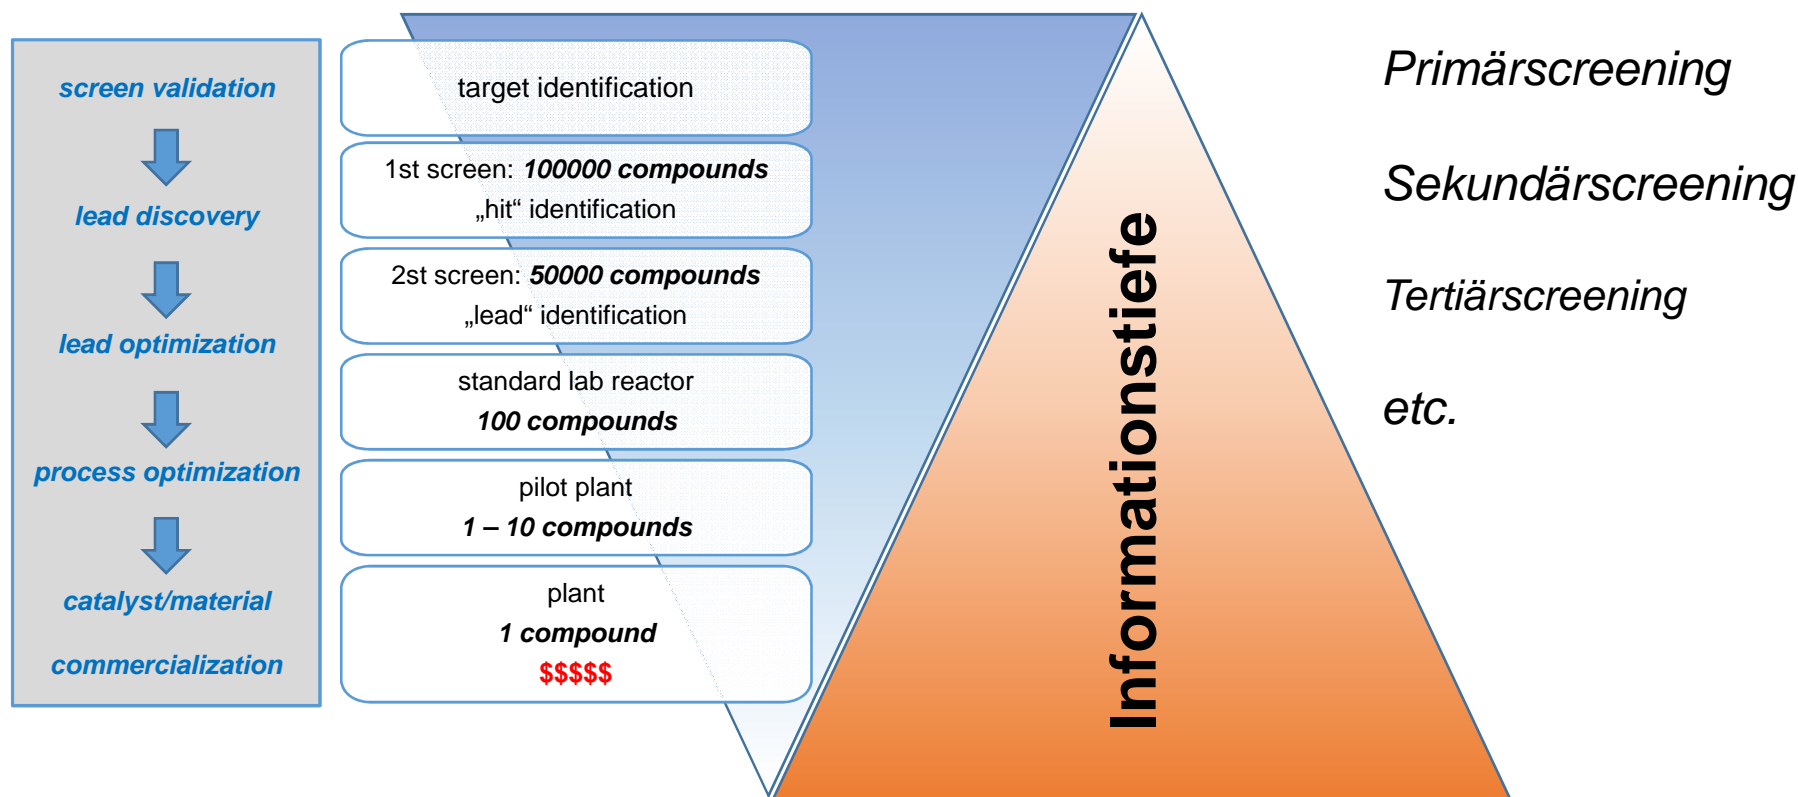 screen validation
lead discovery
lead optimization
process optimization
catalyst/material
commercialization
target identification
1st screen: 100000 compounds
„hit“ identification
2st screen: 50000 compounds
„lead“ identification
standard lab reactor
100 compounds
pilot plant
1 – 10 compounds
plant
1 compound
$$$$$
Informationstiefe
Primärscreening
Sekundärscreening
Tertiärscreening
etc.